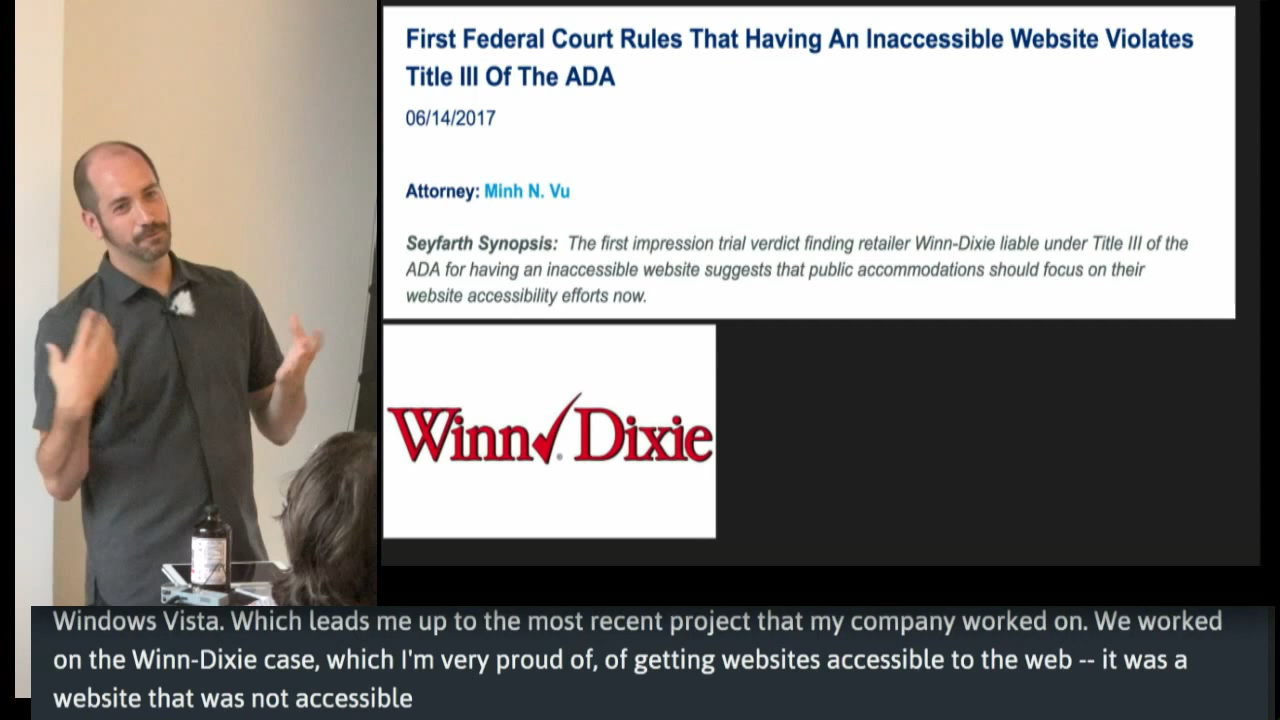 First Federal Court Rules That Having An Inaccessible Website Violates
Title III Of The ADA
06/14/2017
Attorney: Minh N. Vu
Seyfarth Synopsis: The first impression trial verdict finding retailer Winn-Dixie liable under Title III of the
ADA for having an inaccessible website suggests that public accommodations should focus on their
website accessibility efforts now.
Winn Dixie
Windows Vista. Which leads me up to the most recent project that my company worked on. We worked
on the Winn-Dixie case, which I'm very proud of, of getting websites accessible to the web -- it was a
website that was not accessible